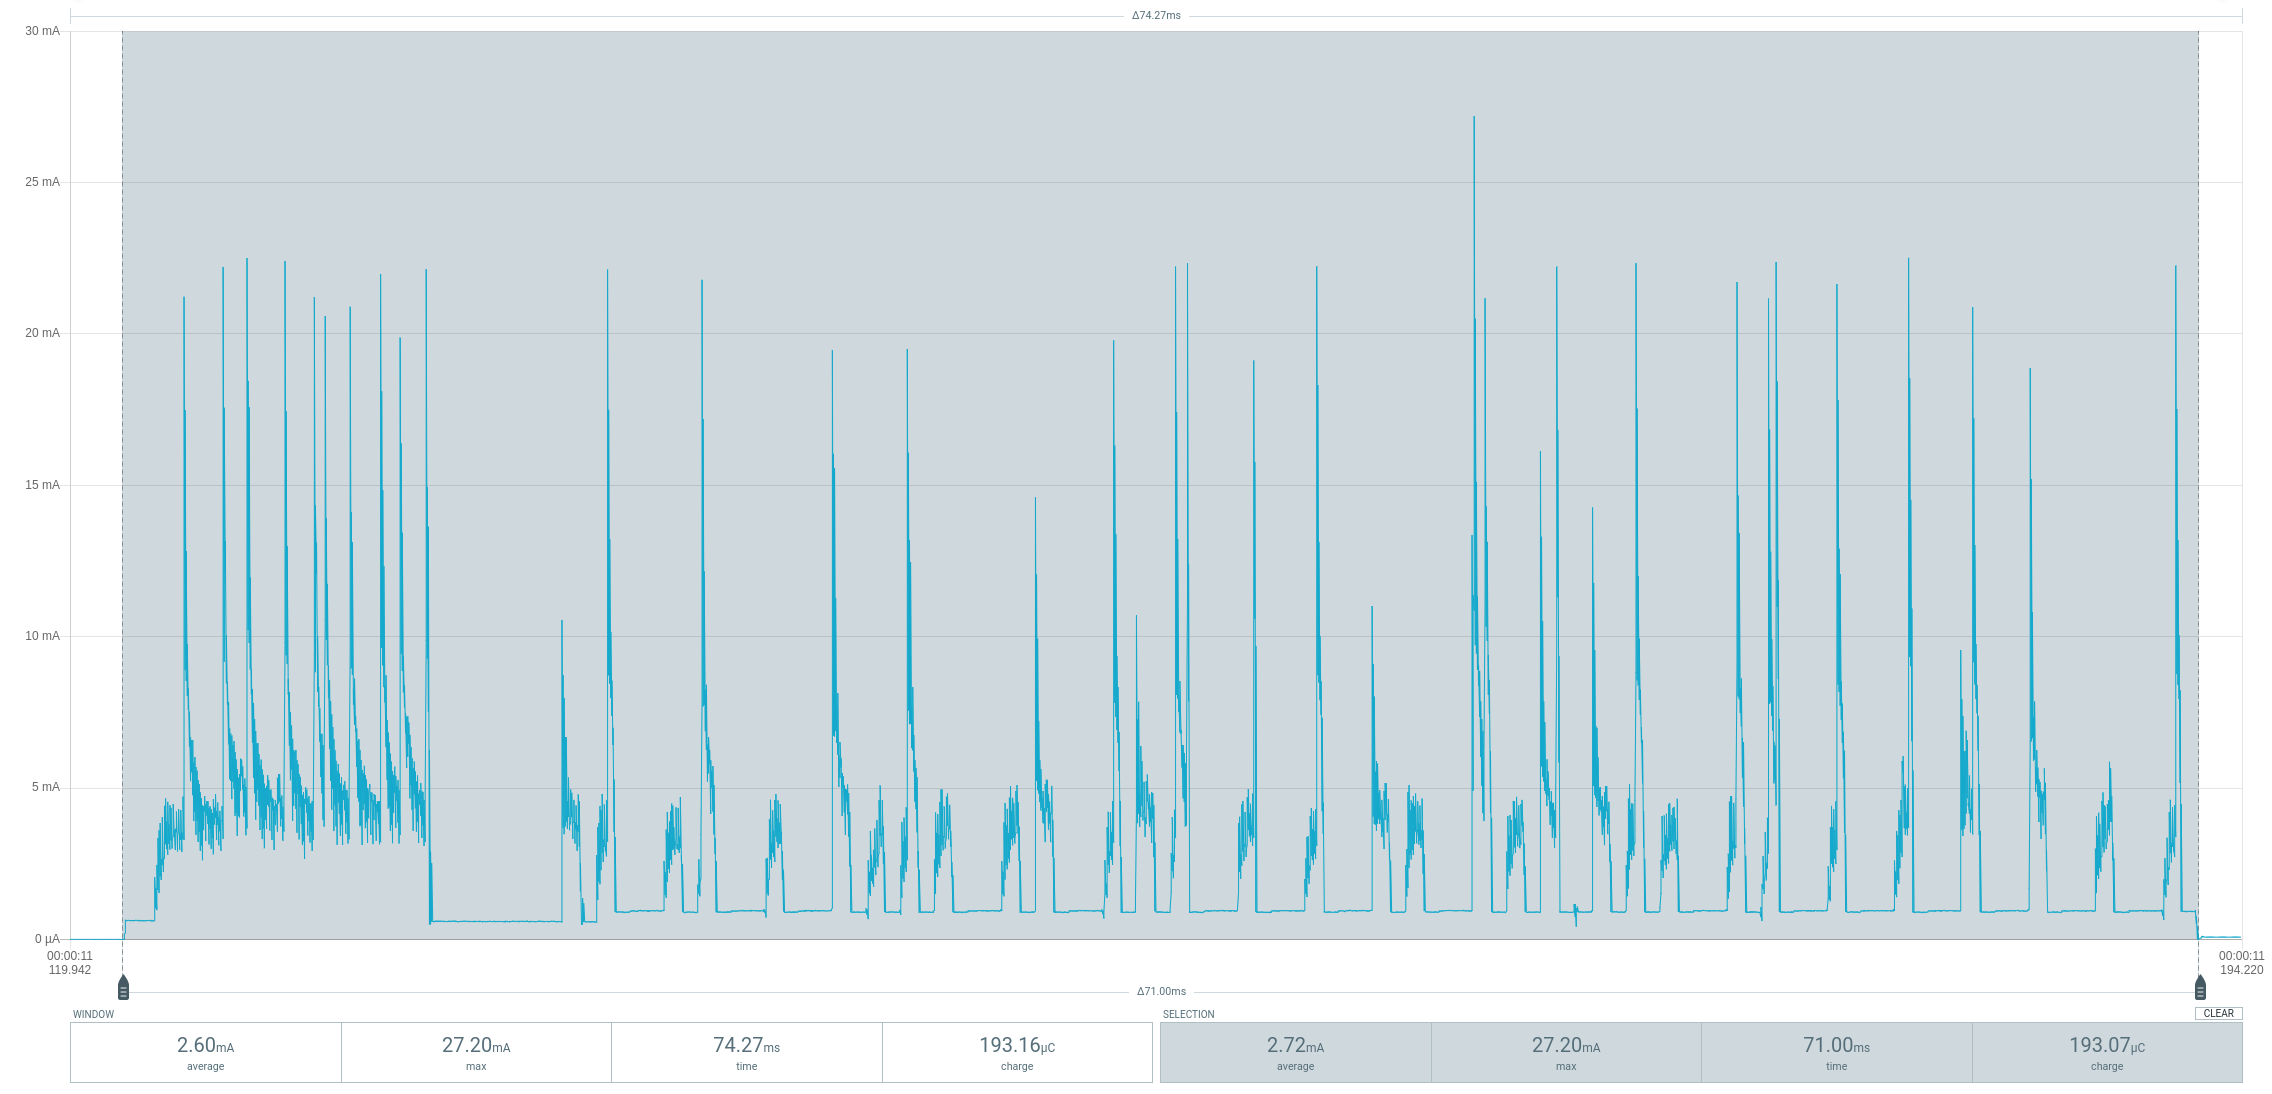 Δ74.27ms
30 mA
25 mA
20 mA
15 mA
10 mA
5 mA
0 µA
00:00:11
119.942
00:00:11
194.220
Δ71.00ms
WINDOW
SELECTION
CLEAR
2.60mA
27.20mA
74.27ms
193.16µC
2.72mA
27.20mA
71.00ms
193.07µC
average
max
time
charge
average
max
time
charge